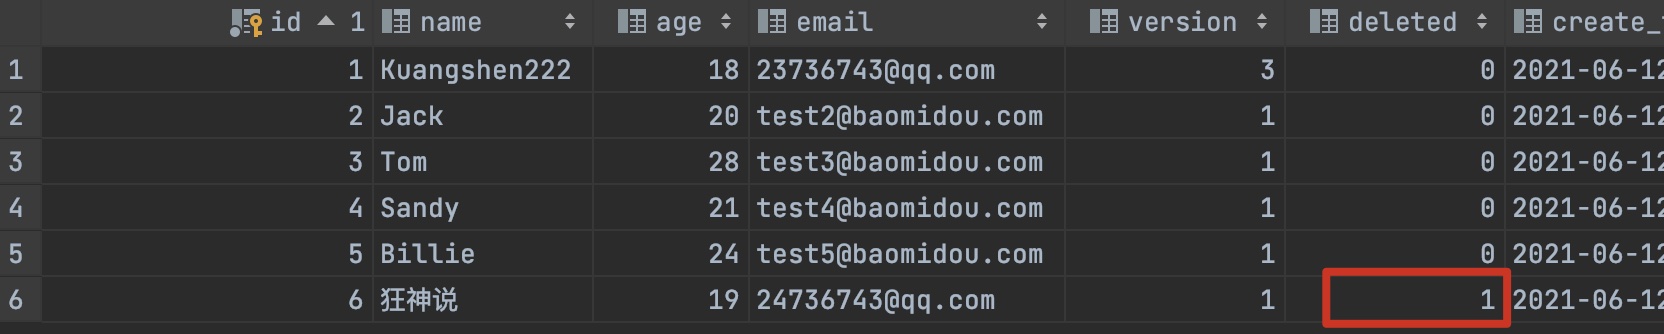 id 1 name age email version deleted create_
1 1 Kuangshen222 18 23736743@qq.com 3 0 2021-06-12
2 2 Jack 20 test2@baomidou.com 1 0 2021-06-12
3 3 Tom 28 test3@baomidou.com 1 0 2021-06-12
4 4 Sandy 21 test4@baomidou.com 1 0 2021-06-12
5 5 Billie 24 test5@baomidou.com 1 0 2021-06-12
6 6 狂神说 19 24736743@qq.com 1 1 2021-06-12